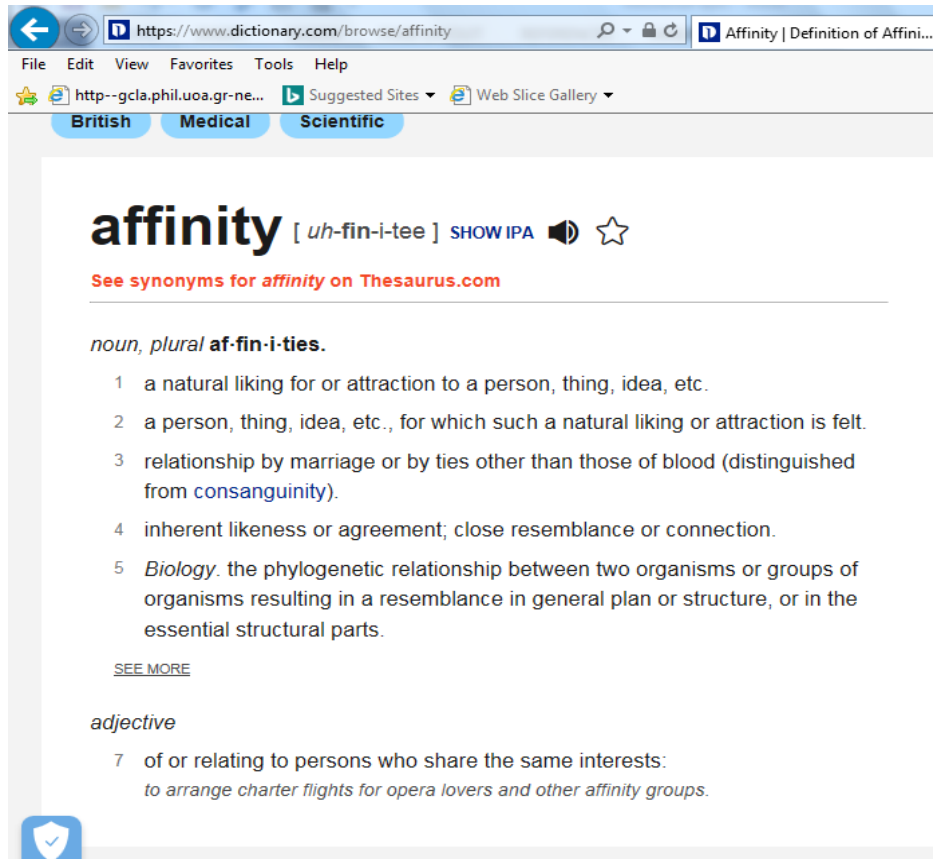 https://www.dictionary.com/browse/affinity
Affinity | Definition of Affini...
File Edit View Favorites Tools Help
http--gcla.phil.uoa.gr-ne... Suggested Sites Web Slice Gallery
British Medical Scientific
affinity [ uh-fin-i-tee ] SHOW IPA
See synonyms for affinity on Thesaurus.com
noun, plural af·fin·i·ties.
1 a natural liking for or attraction to a person, thing, idea, etc.
2 a person, thing, idea, etc., for which such a natural liking or attraction is felt.
3 relationship by marriage or by ties other than those of blood (distinguished
from consanguinity).
4 inherent likeness or agreement; close resemblance or connection.
5 Biology. the phylogenetic relationship between two organisms or groups of
organisms resulting in a resemblance in general plan or structure, or in the
essential structural parts.
SEE MORE
adjective
7 of or relating to persons who share the same interests:
to arrange charter flights for opera lovers and other affinity groups.